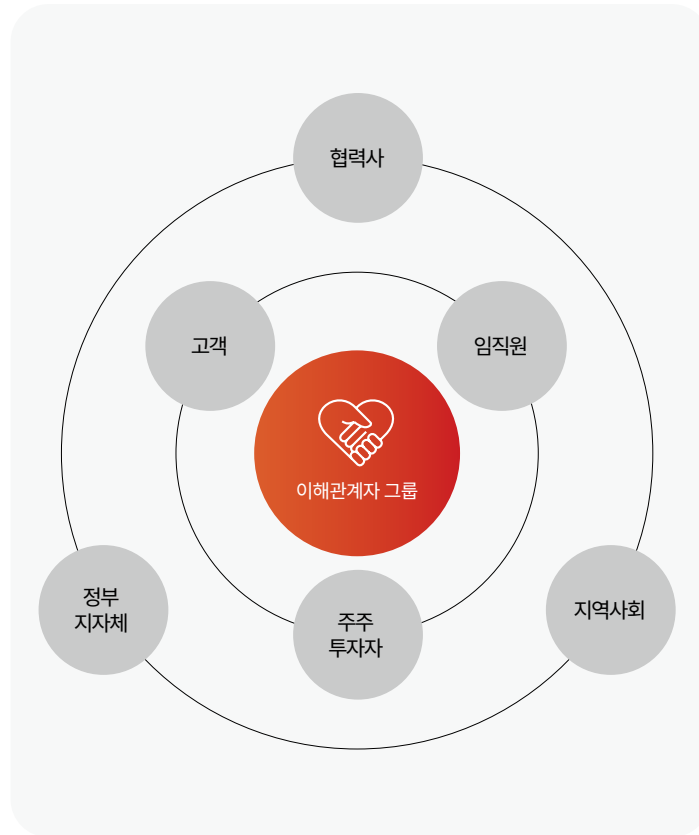 협력사
고객
임직원
이해관계자 그룹
정부
지자체
주주
투자자
지역사회